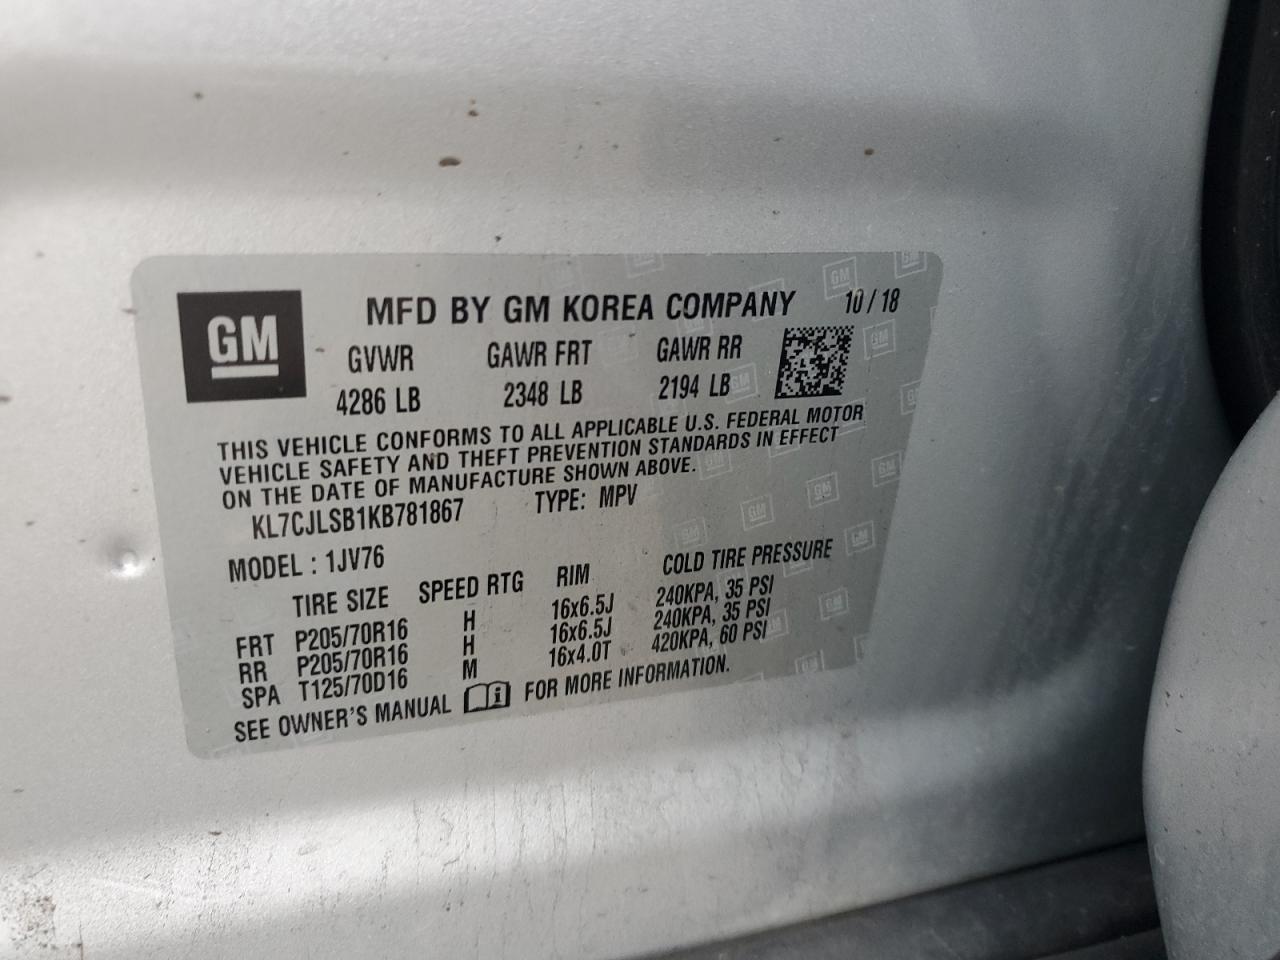 GM
MFD BY GM KOREA COMPANY 10/18
GVWR GAWR FRT GAWR RR
4286 LB 2348 LB 2194 LB
THIS VEHICLE CONFORMS TO ALL APPLICABLE U.S. FEDERAL MOTOR
VEHICLE SAFETY AND THEFT PREVENTION STANDARDS IN EFFECT
ON THE DATE OF MANUFACTURE SHOWN ABOVE.
KL7CJLSB1KB781867 TYPE: MPV
MODEL : 1JV76
TIRE SIZE SPEED RTG RIM COLD TIRE PRESSURE
FRT P205/70R16 H 16x6.5J 240KPA, 35 PSI
RR P205/70R16 H 16x6.5J 240KPA, 35 PSI
SPA T125/70D16 M 16x4.0T 420KPA, 60 PSI
SEE OWNER'S MANUAL i FOR MORE INFORMATION.